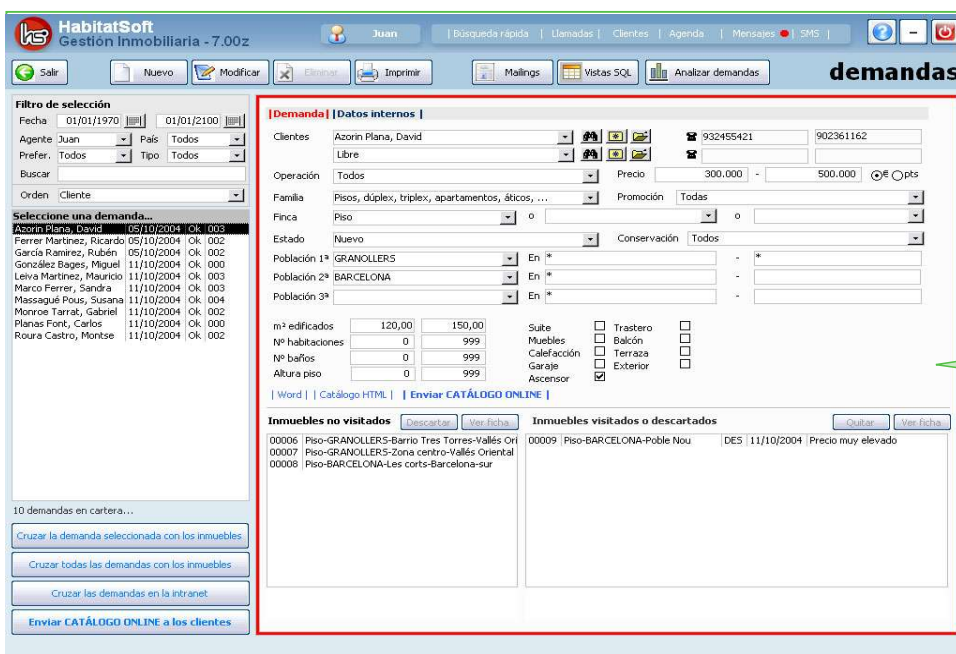 HabitatSoft
Gestión Inmobiliaria - 7.00z
Juan | Búsqueda rápida | Llamadas | Clientes | Agenda | Mensajes | SMS |
Salir Nuevo Modificar Eliminar Imprimir Mailings Vistas SQL Analizar demandas demandas
Filtro de selección
Fecha 01/01/1970 01/01/2100
Agente Juan País Todos
Prefer. Todos Tipo Todos
Buscar
Orden Cliente
Seleccione una demanda...
Azorin Plana, David 05/10/2004 Ok 003
Ferrer Martinez, Ricardo 05/10/2004 Ok 002
García Ramirez, Rubén 05/10/2004 Ok 002
González Bages, Miguel 11/10/2004 Ok 000
Leiva Martinez, Mauricio 11/10/2004 Ok 003
Marco Ferrer, Sandra 11/10/2004 Ok 003
Massagué Pous, Susana 11/10/2004 Ok 004
Monroe Tarrat, Gabriel 11/10/2004 Ok 002
Planas Font, Carlos 11/10/2004 Ok 000
Roura Castro, Montse 11/10/2004 Ok 002
10 demandas en cartera...
Cruzar la demanda seleccionada con los inmuebles
Cruzar todas las demandas con los inmuebles
Cruzar las demandas en la intranet
Enviar CATÁLOGO ONLINE a los clientes
|Demanda| |Datos internos |
Clientes Azorin Plana, David 932455421 902361162
Libre
Operación Todos Precio 300.000 - 500.000 € pts
Familia Pisos, dúplex, triplex, apartamentos, áticos, ... Promoción Todas
Finca Piso o o
Estado Nuevo Conservación Todos
Población 1ª GRANOLLERS En * - *
Población 2ª BARCELONA En * -
Población 3ª En * -
m² edificados 120,00 150,00 Suite Trastero
Nº habitaciones 0 999 Muebles Balcón
Nº baños 0 999 Calefacción Terraza
Altura piso 0 999 Garaje Exterior
Ascensor
| Word | | Catálogo HTML | | Enviar CATÁLOGO ONLINE |
Inmuebles no visitados Descartar Ver ficha Inmuebles visitados o descartados Quitar Ver ficha
00006 Piso-GRANOLLERS-Barrio Tres Torres-Vallés Ori 00009 Piso-BARCELONA-Poble Nou DES 11/10/2004 Precio muy elevado
00007 Piso-GRANOLLERS-Zona centro-Vallés Oriental
00008 Piso-BARCELONA-Les corts-Barcelona-sur